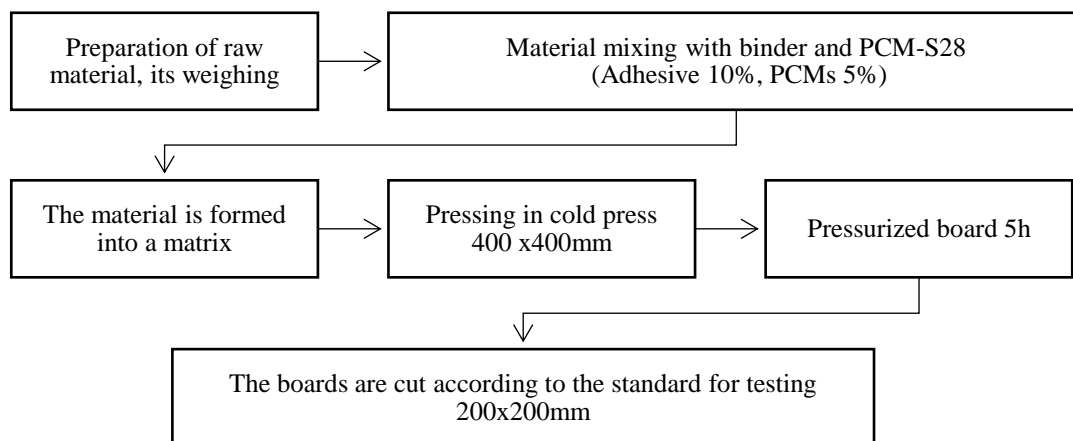 Preparation of raw
material, its weighing
Material mixing with binder and PCM-S28
(Adhesive 10%, PCMs 5%)
The material is formed
into a matrix
Pressing in cold press
400 x400mm
Pressurized board 5h
The boards are cut according to the standard for testing
200x200mm